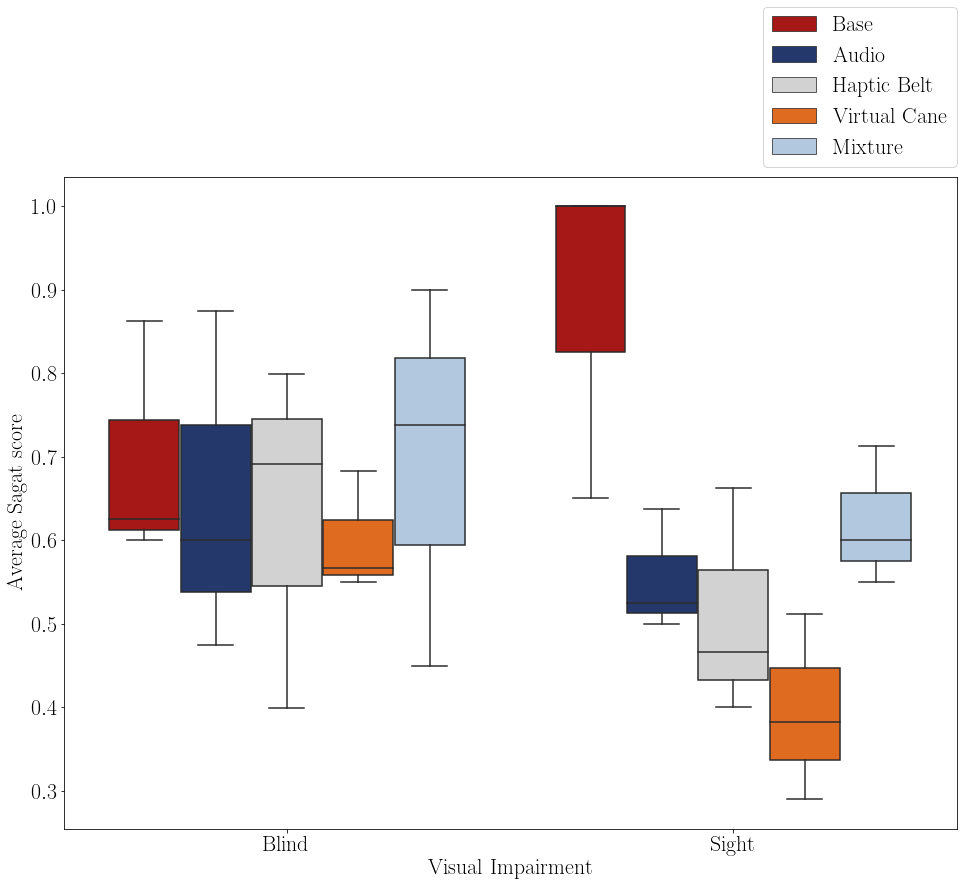 Base
Audio
Haptic Belt
Virtual Cane
Mixture
1.0
0.9
0.8
0.7
0.6
0.5
0.4
0.3
Average Sagat score
Blind
Sight
Visual Impairment